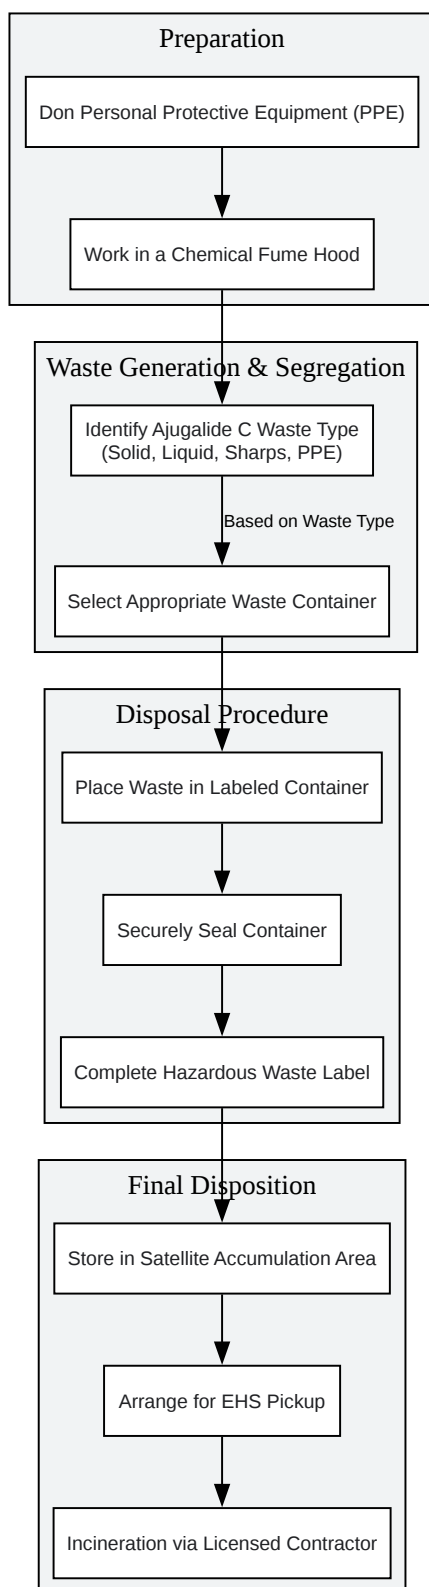 Preparation
Don Personal Protective Equipment (PPE)
Work in a Chemical Fume Hood
Waste Generation & Segregation
Identify Ajugalide C Waste Type
(Solid, Liquid, Sharps, PPE)
Based on Waste Type
Select Appropriate Waste Container
Disposal Procedure
Place Waste in Labeled Container
Securely Seal Container
Complete Hazardous Waste Label
Final Disposition
Store in Satellite Accumulation Area
Arrange for EHS Pickup
Incineration via Licensed Contractor